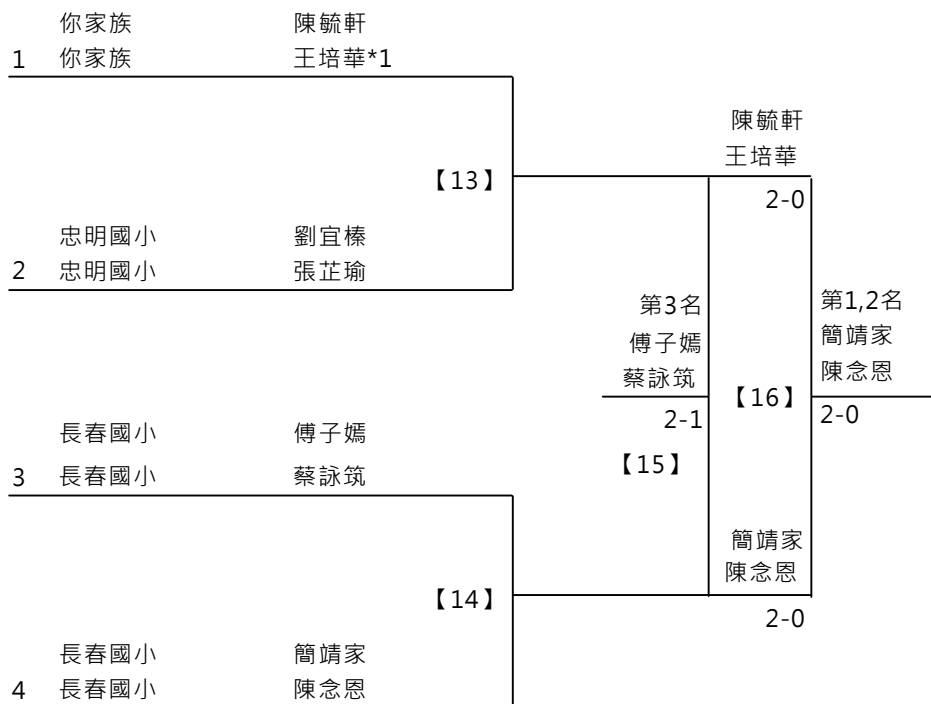 你家族 陳毓軒
1 你家族 王培華*1
陳毓軒
王培華
【13】
2-0
忠明國小 劉宜榛
2 忠明國小 張芷瑜
第3名
傅子嫣
蔡詠筑
2-1
【15】
【16】
第1,2名
簡靖家
陳念恩
2-0
長春國小 傅子嫣
3 長春國小 蔡詠筑
簡靖家
陳念恩
【14】
2-0
長春國小 簡靖家
4 長春國小 陳念恩